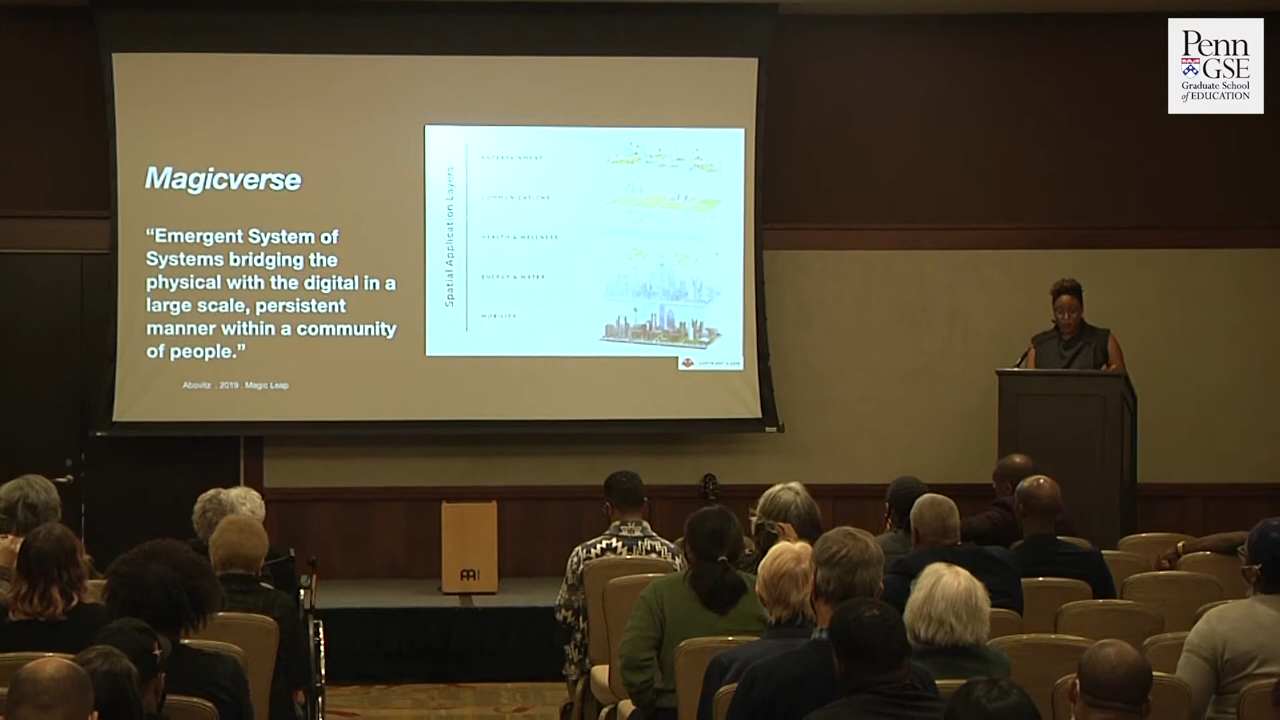 Penn
GSE
Graduate School
of EDUCATION
Magicverse
“Emergent System of
Systems bridging the
physical with the digital in a
large scale, persistent
manner within a community
of people.”
Abovitz . 2019 . Magic Leap
Spatial Application Layers
ENTERTAINMENT
COMMUNICATIONS
HEALTH & WELLNESS
ENERGY & WATER
MOBILITY